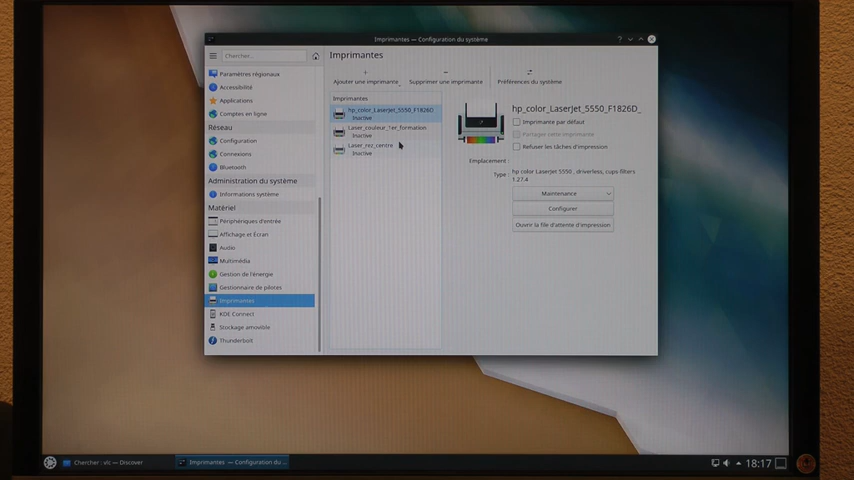 Imprimantes — Configuration du système
Chercher...
Imprimantes
Ajouter une imprimante
Supprimer une imprimante
Préférences du système
Paramètres régionaux
Accessibilité
Applications
Comptes en ligne
Réseau
Configuration
Connexions
Bluetooth
Administration du système
Informations système
Matériel
Périphériques d'entrée
Affichage et Écran
Audio
Multimédia
Gestion de l'énergie
Gestionnaire de pilotes
Imprimantes
KDE Connect
Stockage amovible
Thunderbolt
Imprimantes
hp_color_LaserJet_5550_F1826D
Inactive
Laser_couleur_1er_formation
Inactive
Laser_rez_centre
Inactive
hp_color_LaserJet_5550_F1826D_
Imprimante par défaut
Partager cette imprimante
Refuser les tâches d'impression
Emplacement :
Type : hp color LaserJet 5550 , driverless, cups filters
1.27.4
Maintenance
Configurer
Ouvrir la file d'attente d'impression
Chercher : vlc — Discover
Imprimantes — Configuration du ...
18:17